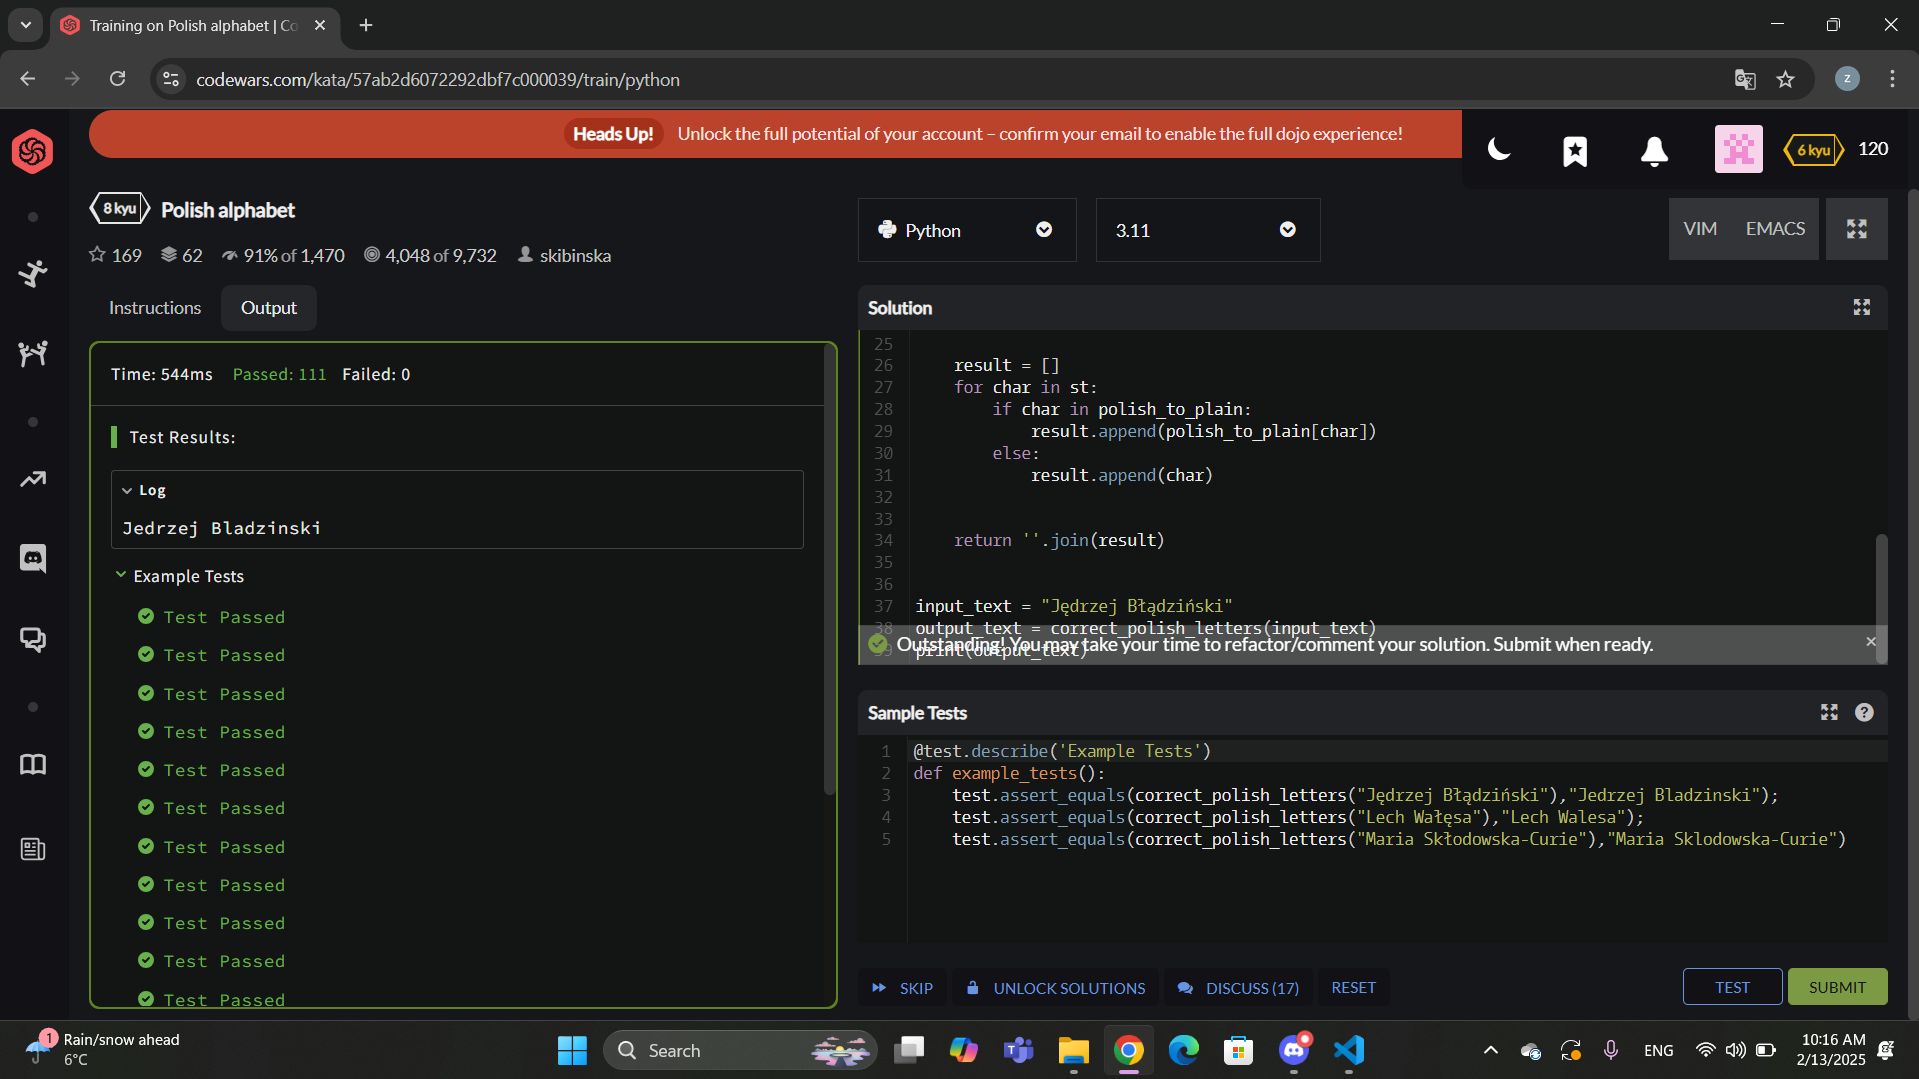 Training on Polish alphabet | Co
codewars.com/kata/57ab2d6072292dbf7c000039/train/python
z
Heads Up! Unlock the full potential of your account – confirm your email to enable the full dojo experience!
6 kyu 120
8 kyu Polish alphabet
169 62 91% of 1,470 4,048 of 9,732 skibinska
Python 3.11 VIM EMACS
Instructions Output
Time: 544ms Passed: 111 Failed: 0
Test Results:
Log
Jedrzej Bladzinski
Example Tests
Test Passed
Test Passed
Test Passed
Test Passed
Test Passed
Test Passed
Test Passed
Test Passed
Test Passed
Test Passed
Test Passed
Solution
25
26 result = []
27 for char in st:
28 if char in polish_to_plain:
29 result.append(polish_to_plain[char])
30 else:
31 result.append(char)
32
33
34 return ''.join(result)
35
36
37 input_text = "Jędrzej Błądziński"
38 output_text = correct_polish_letters(input_text)
39 print(output_text)
Outstanding! You may take your time to refactor/comment your solution. Submit when ready.
Sample Tests
1 @test.describe('Example Tests')
2 def example_tests():
3 test.assert_equals(correct_polish_letters("Jędrzej Błądziński"),"Jedrzej Bladzinski");
4 test.assert_equals(correct_polish_letters("Lech Wałęsa"),"Lech Walesa");
5 test.assert_equals(correct_polish_letters("Maria Skłodowska-Curie"),"Maria Sklodowska-Curie")
SKIP UNLOCK SOLUTIONS DISCUSS (17) RESET TEST SUBMIT
1 Rain/snow ahead
6°C
Search
ENG
10:16 AM
2/13/2025